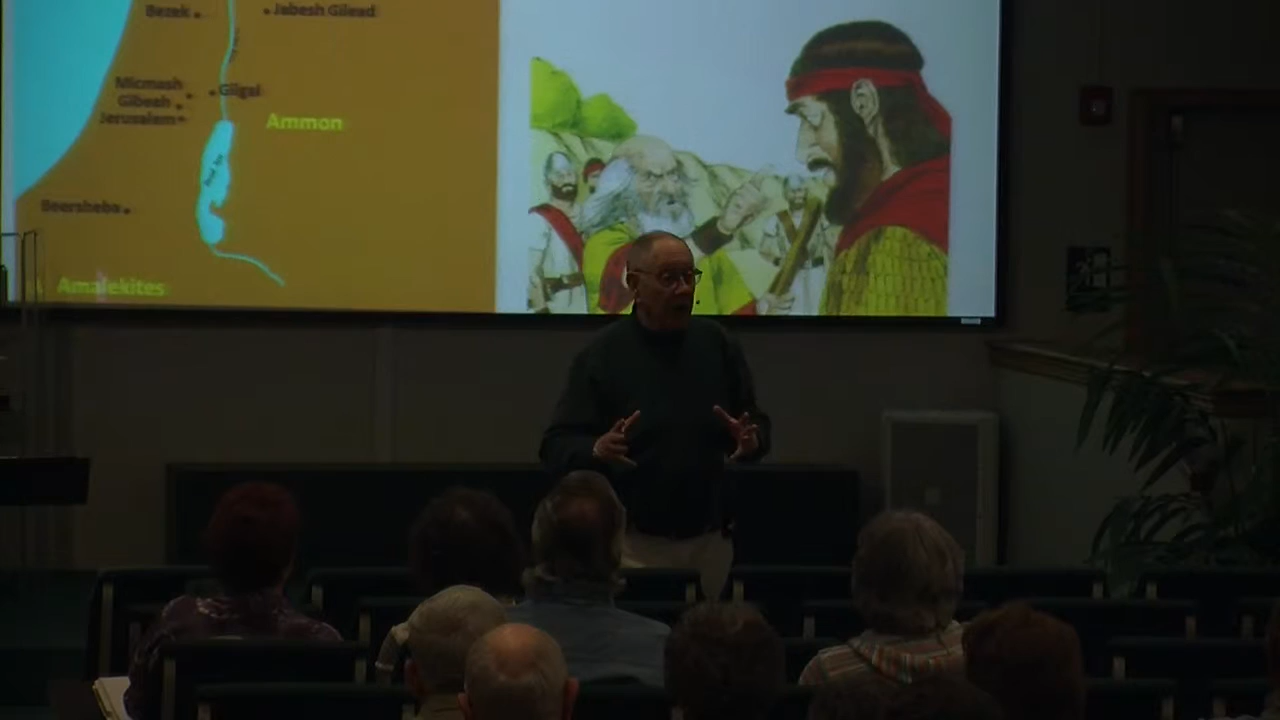 Bezek
Jabesh Gilead
Micmash
Gilgal
Gibeah
Jerusalem
Ammon
Beersheba
Amalekites